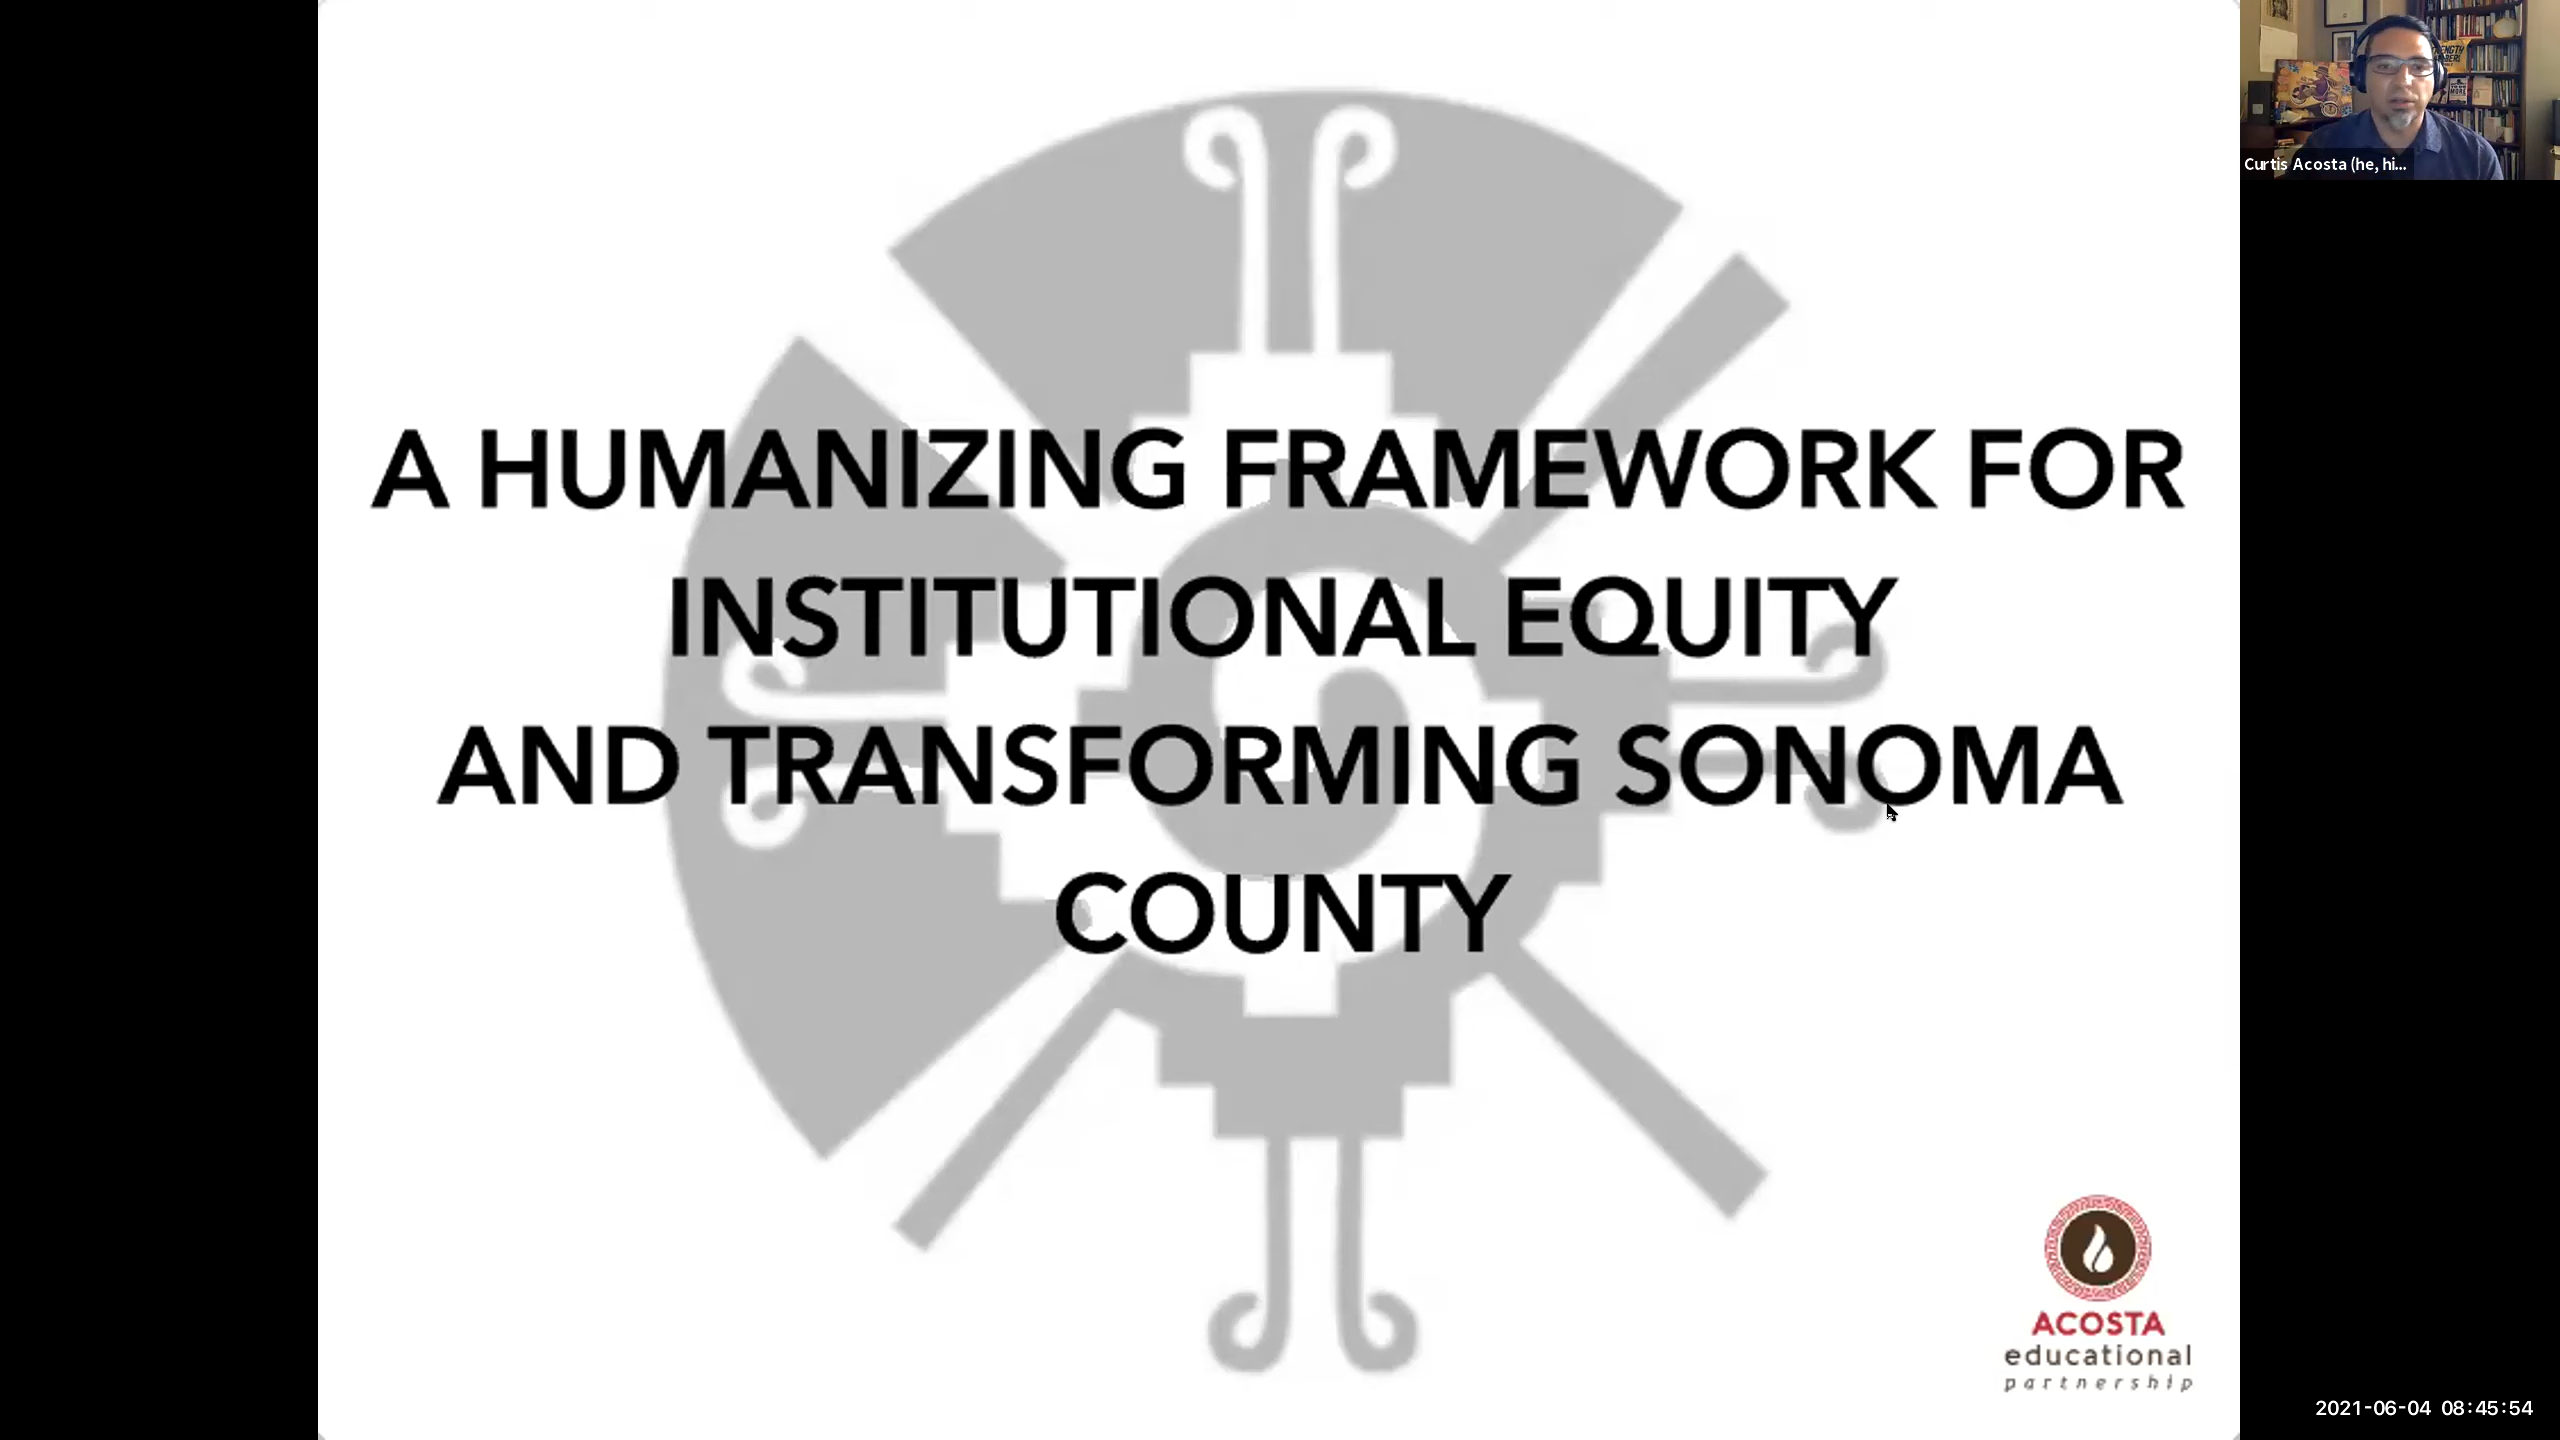 A HUMANIZING FRAMEWORK FOR
INSTITUTIONAL EQUITY
AND TRANSFORMING SONOMA
COUNTY
ACOSTA
educational
partnership
Curtis Acosta (he, hi...
2021-06-04 08:45:54